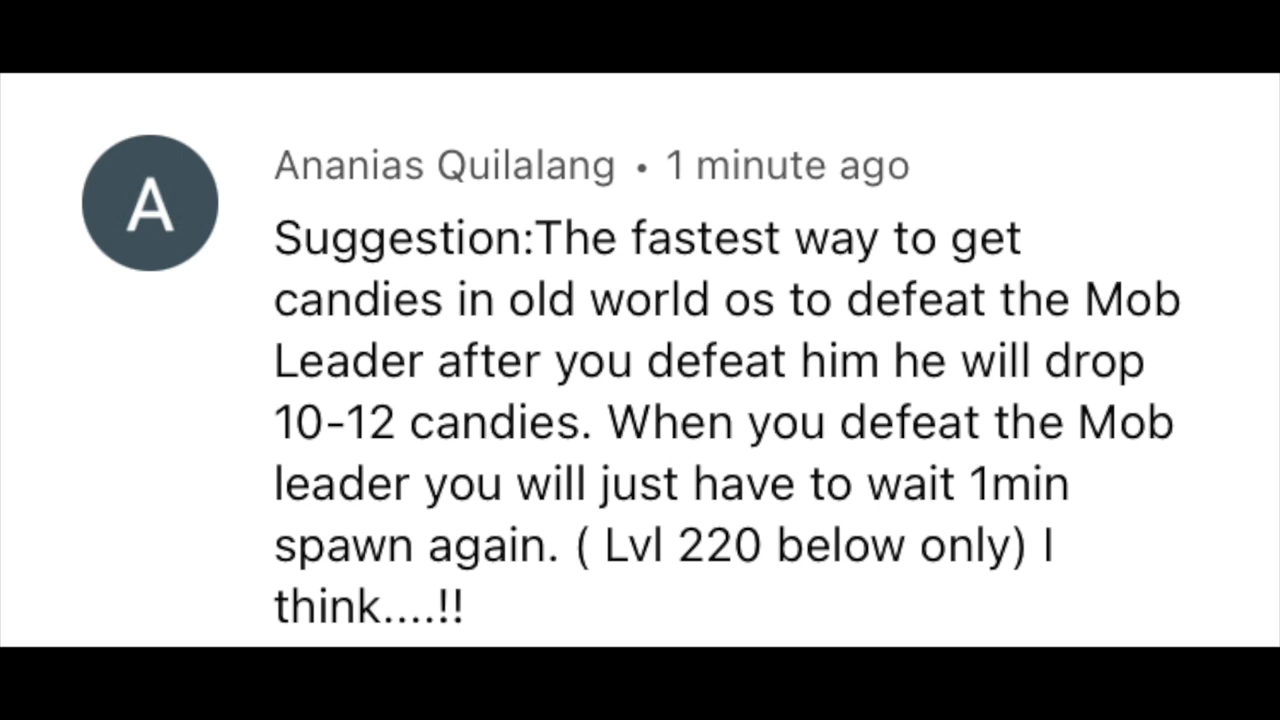 A
Ananias Quilalang • 1 minute ago
Suggestion:The fastest way to get
candies in old world os to defeat the Mob
Leader after you defeat him he will drop
10-12 candies. When you defeat the Mob
leader you will just have to wait 1min
spawn again. ( Lvl 220 below only) I
think....!!